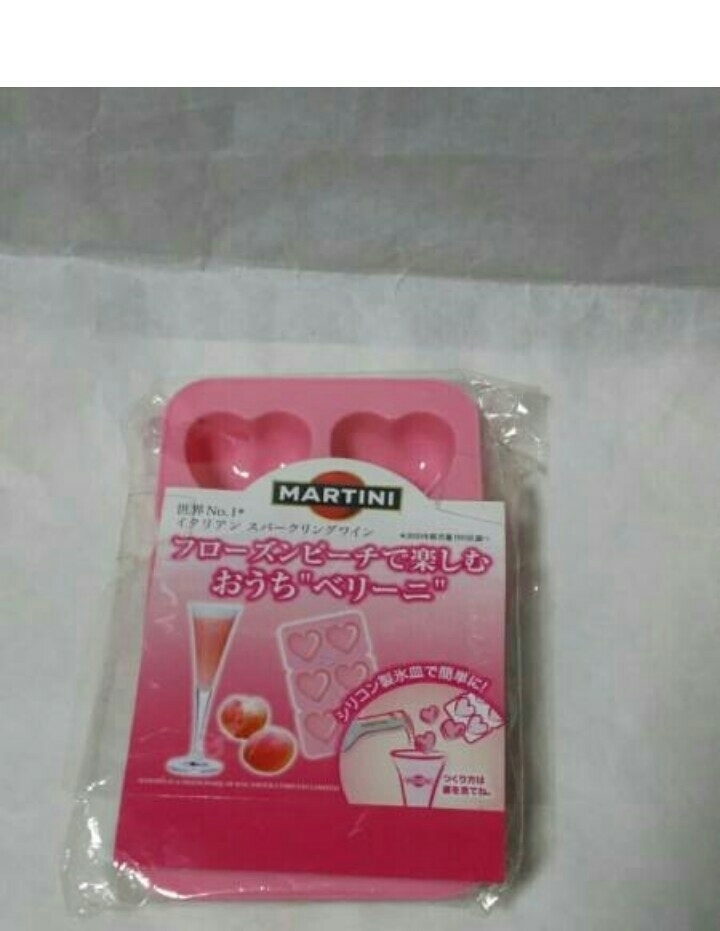 MARTINI
世界No.1*
イタリアン スパークリングワイン
フローズンピーチで楽しむ
おうち"ベリーニ"
シリコン製氷皿で簡単に!
MARTINI
つくり方は
裏を見てね。